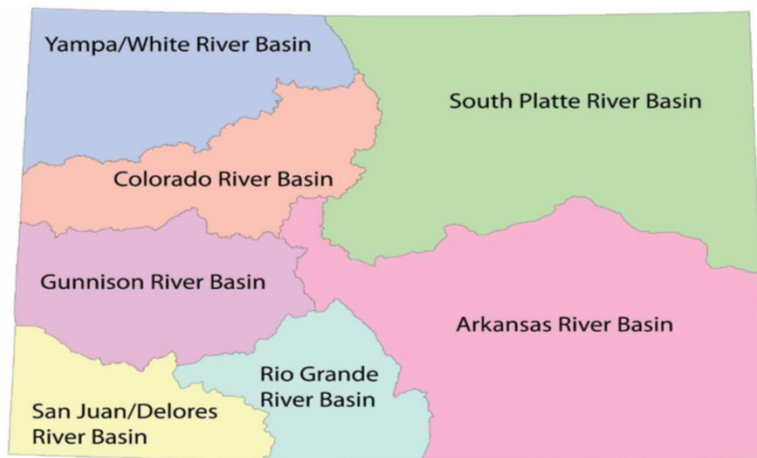 Yampa/White River Basin
South Platte River Basin
Colorado River Basin
Gunnison River Basin
Arkansas River Basin
Rio Grande
River Basin
San Juan/Delores
River Basin